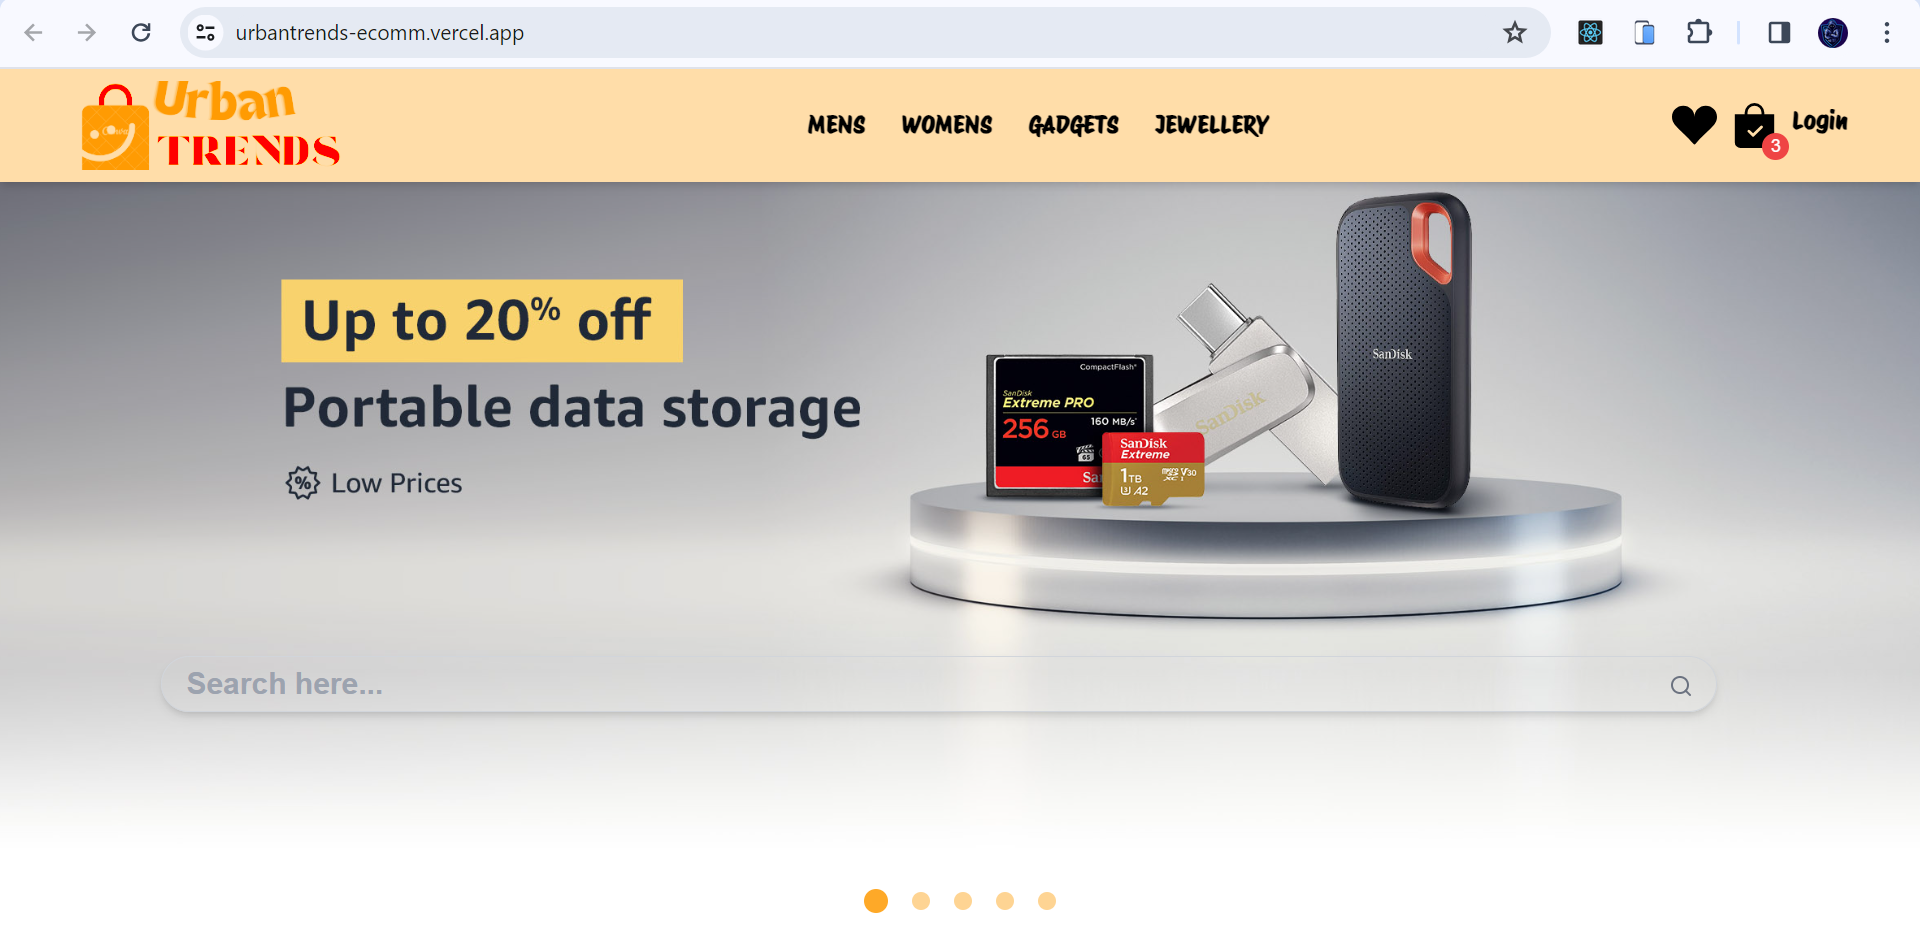 urbantrends-ecomm.vercel.app
Urban
TRENDS
MENS WOMENS GADGETS JEWELLERY
3
Login
Up to 20% off
Portable data storage
Low Prices
CompactFlash®
SanDisk
Extreme PRO
160 MB/s
256 GB
SanDisk
Extreme
1TB
V30
XC I
U3 A2
SanDisk
SanDisk
Search here...